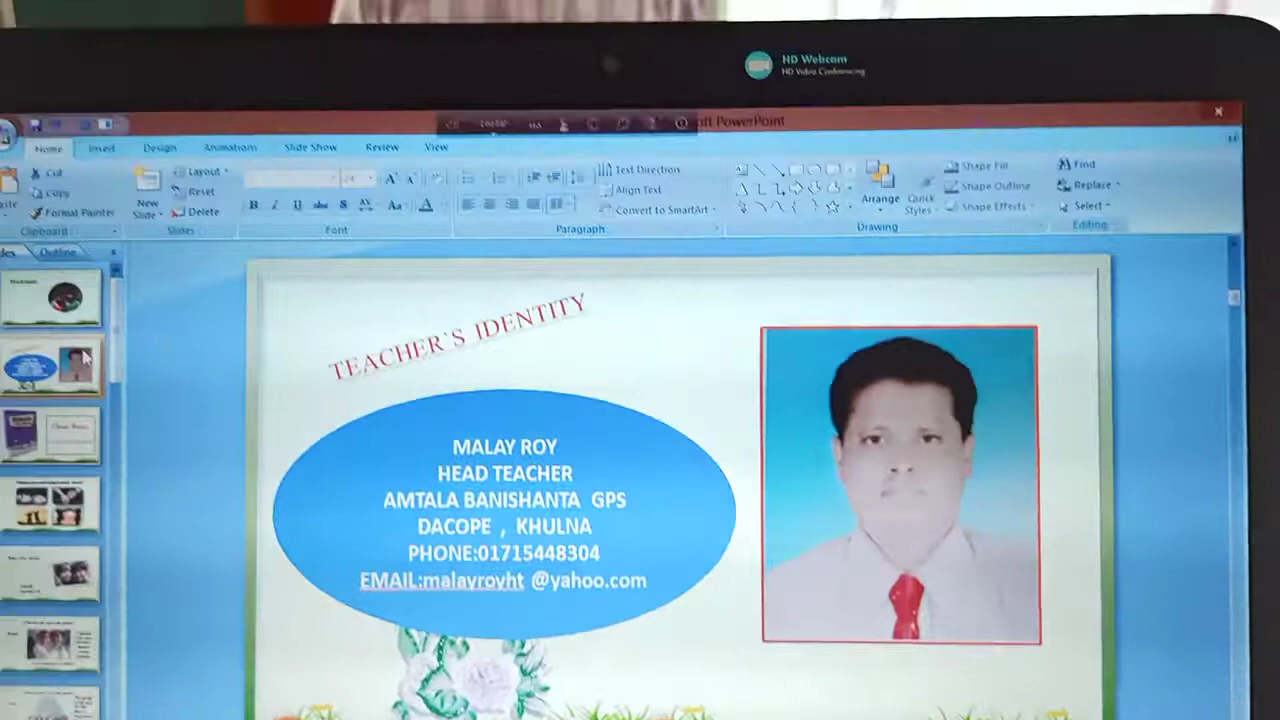 HD Webcam
HD Video Conferencing
PowerPoint
Home Insert Design Animations Slide Show Review View
Cut
Copy
Format Painter
Clipboard
New Slide
Layout
Reset
Delete
Slides
Font
Text Direction
Align Text
Convert to SmartArt
Paragraph
Arrange
Quick Styles
Shape Fill
Shape Outline
Shape Effects
Drawing
Find
Replace
Select
Editing
Outline
TEACHER`S IDENTITY
MALAY ROY
HEAD TEACHER
AMTALA BANISHANTA GPS
DACOPE , KHULNA
PHONE:01715448304
EMAIL:malayroyht @yahoo.com